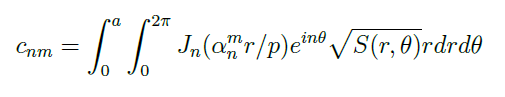 c_{nm} = \int_0^a \int_0^{2\pi} J_n(\alpha_n^m r/p) e^{in\theta} \sqrt{S(r,\theta)} r dr d\theta